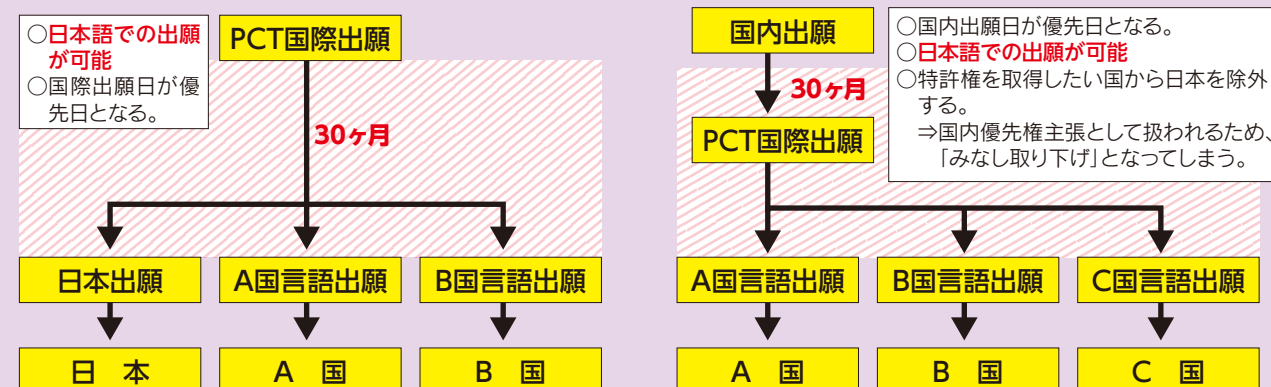 ○日本語での出願
が可能
○国際出願日が優
先日となる。
PCT国際出願
30ヶ月
日本出願
A国言語出願
B国言語出願
日 本
A 国
B 国
国内出願
30ヶ月
PCT国際出願
○国内出願日が優先日となる。
○日本語での出願が可能
○特許権を取得したい国から日本を除外
する。
⇒国内優先権主張として扱われるため、
「みなし取り下げ」となってしまう。
A国言語出願
B国言語出願
C国言語出願
A 国
B 国
C 国